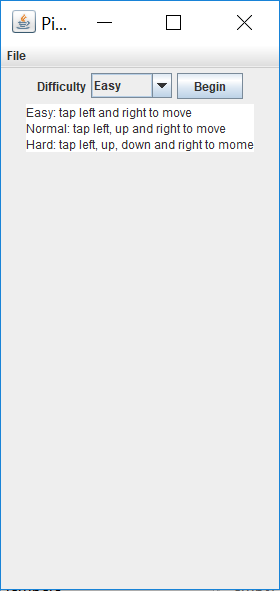 Pi...
File
Difficulty Easy Begin
Easy: tap left and right to move
Normal: tap left, up and right to move
Hard: tap left, up, down and right to mome